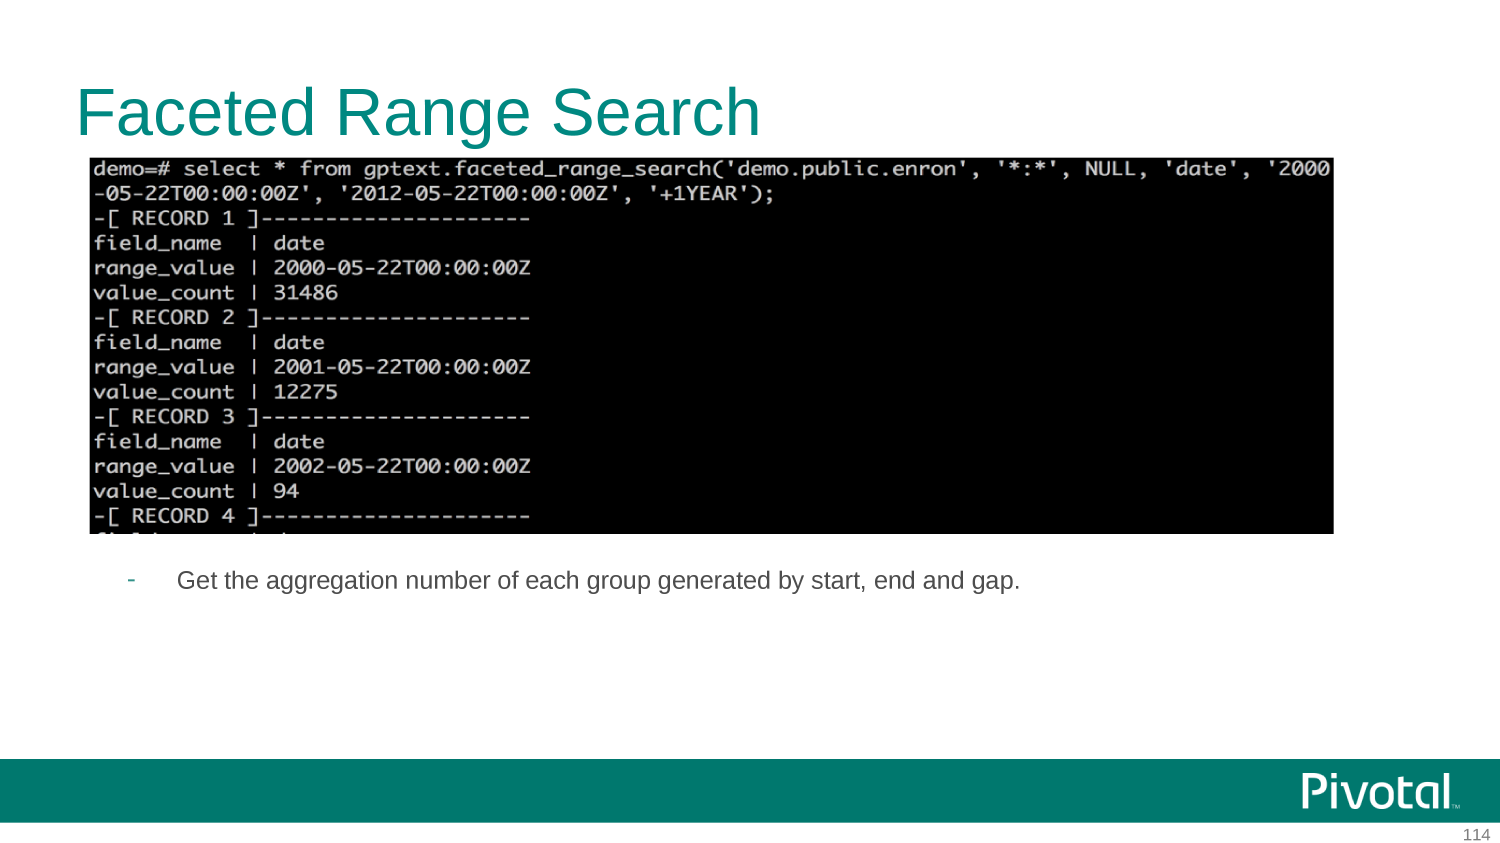 Faceted Range Search
demo=# select * from gptext.faceted_range_search('demo.public.enron', '*:*', NULL, 'date', '2000
-05-22T00:00:00Z', '2012-05-22T00:00:00Z', '+1YEAR');
-[ RECORD 1 ]---------------------
field_name  | date
range_value | 2000-05-22T00:00:00Z
value_count | 31486
-[ RECORD 2 ]---------------------
field_name  | date
range_value | 2001-05-22T00:00:00Z
value_count | 12275
-[ RECORD 3 ]---------------------
field_name  | date
range_value | 2002-05-22T00:00:00Z
value_count | 94
-[ RECORD 4 ]---------------------
- Get the aggregation number of each group generated by start, end and gap.
Pivotal™
114